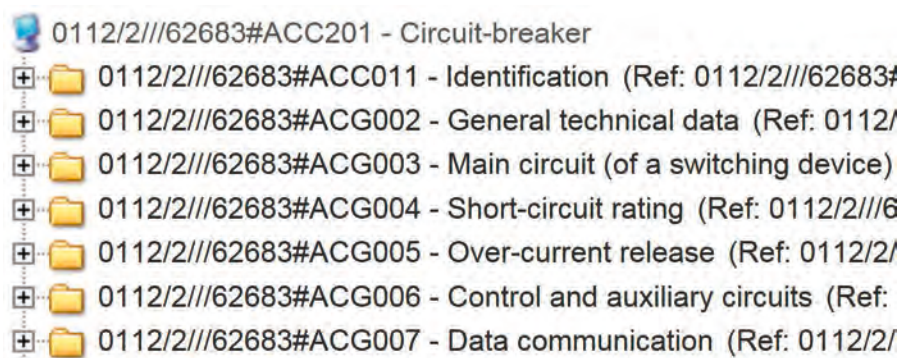 0112/2///62683#ACC201 - Circuit-breaker
0112/2///62683#ACC011 - Identification (Ref: 0112/2///62683#
0112/2///62683#ACG002 - General technical data (Ref: 0112/
0112/2///62683#ACG003 - Main circuit (of a switching device)
0112/2///62683#ACG004 - Short-circuit rating (Ref: 0112/2///6
0112/2///62683#ACG005 - Over-current release (Ref: 0112/2/
0112/2///62683#ACG006 - Control and auxiliary circuits (Ref:
0112/2///62683#ACG007 - Data communication (Ref: 0112/2/